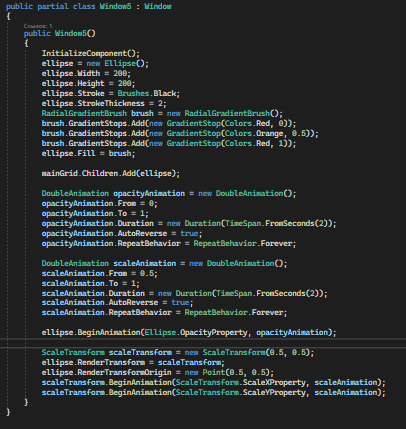 public partial class Window5 : Window
{
Ссылок: 1
public Window5()
{
InitializeComponent();
ellipse = new Ellipse();
ellipse.Width = 200;
ellipse.Height = 200;
ellipse.Stroke = Brushes.Black;
ellipse.StrokeThickness = 2;
RadialGradientBrush brush = new RadialGradientBrush();
brush.GradientStops.Add(new GradientStop(Colors.Red, 0));
brush.GradientStops.Add(new GradientStop(Colors.Orange, 0.5));
brush.GradientStops.Add(new GradientStop(Colors.Red, 1));
ellipse.Fill = brush;
mainGrid.Children.Add(ellipse);
DoubleAnimation opacityAnimation = new DoubleAnimation();
opacityAnimation.From = 0;
opacityAnimation.To = 1;
opacityAnimation.Duration = new Duration(TimeSpan.FromSeconds(2));
opacityAnimation.AutoReverse = true;
opacityAnimation.RepeatBehavior = RepeatBehavior.Forever;
DoubleAnimation scaleAnimation = new DoubleAnimation();
scaleAnimation.From = 0.5;
scaleAnimation.To = 1;
scaleAnimation.Duration = new Duration(TimeSpan.FromSeconds(2));
scaleAnimation.AutoReverse = true;
scaleAnimation.RepeatBehavior = RepeatBehavior.Forever;
ellipse.BeginAnimation(Ellipse.OpacityProperty, opacityAnimation);
ScaleTransform scaleTransform = new ScaleTransform(0.5, 0.5);
ellipse.RenderTransform = scaleTransform;
ellipse.RenderTransformOrigin = new Point(0.5, 0.5);
scaleTransform.BeginAnimation(ScaleTransform.ScaleXProperty, scaleAnimation);
scaleTransform.BeginAnimation(ScaleTransform.ScaleYProperty, scaleAnimation);
}
}